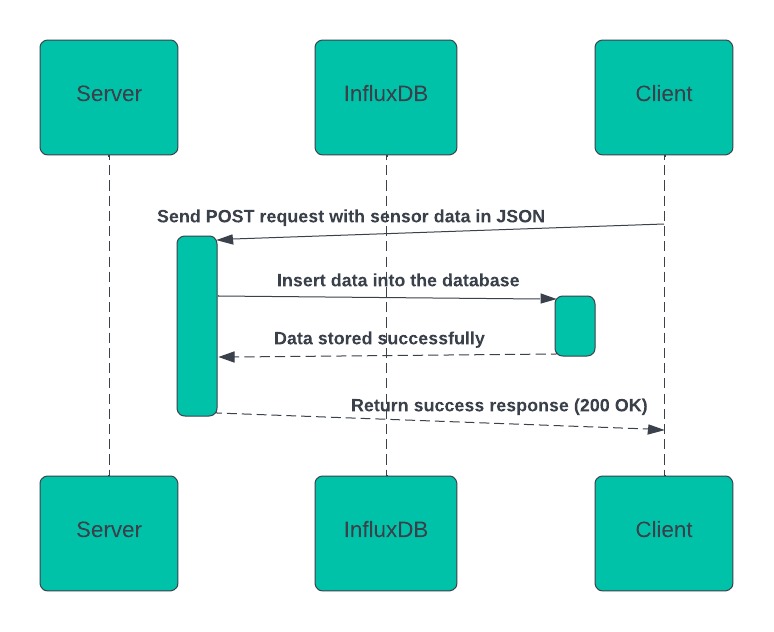 Server
InfluxDB
Client
Send POST request with sensor data in JSON
Insert data into the database
Data stored successfully
Return success response (200 OK)
Server
InfluxDB
Client